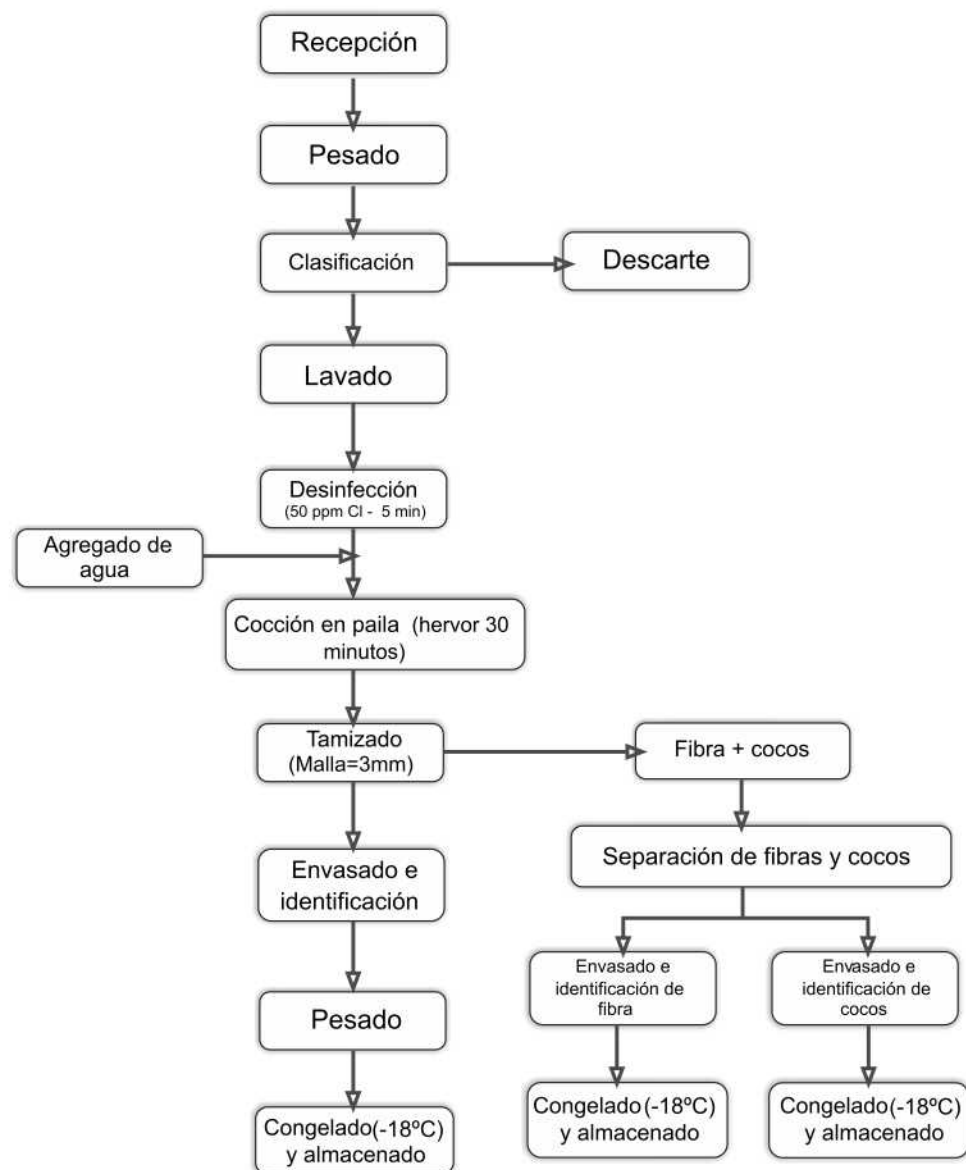 Recepción
Pesado
Clasificación
Descarte
Lavado
Desinfección
(50 ppm Cl - 5 min)
Agregado de
agua
Cocción en paila (hervor 30
minutos)
Tamizado
(Malla=3mm)
Fibra + cocos
Separación de fibras y cocos
Envasado e
identificación
Envasado e
identificación de
fibra
Envasado e
identificación de
cocos
Pesado
Congelado(-18ºC)
y almacenado
Congelado(-18ºC)
y almacenado
Congelado(-18ºC)
y almacenado